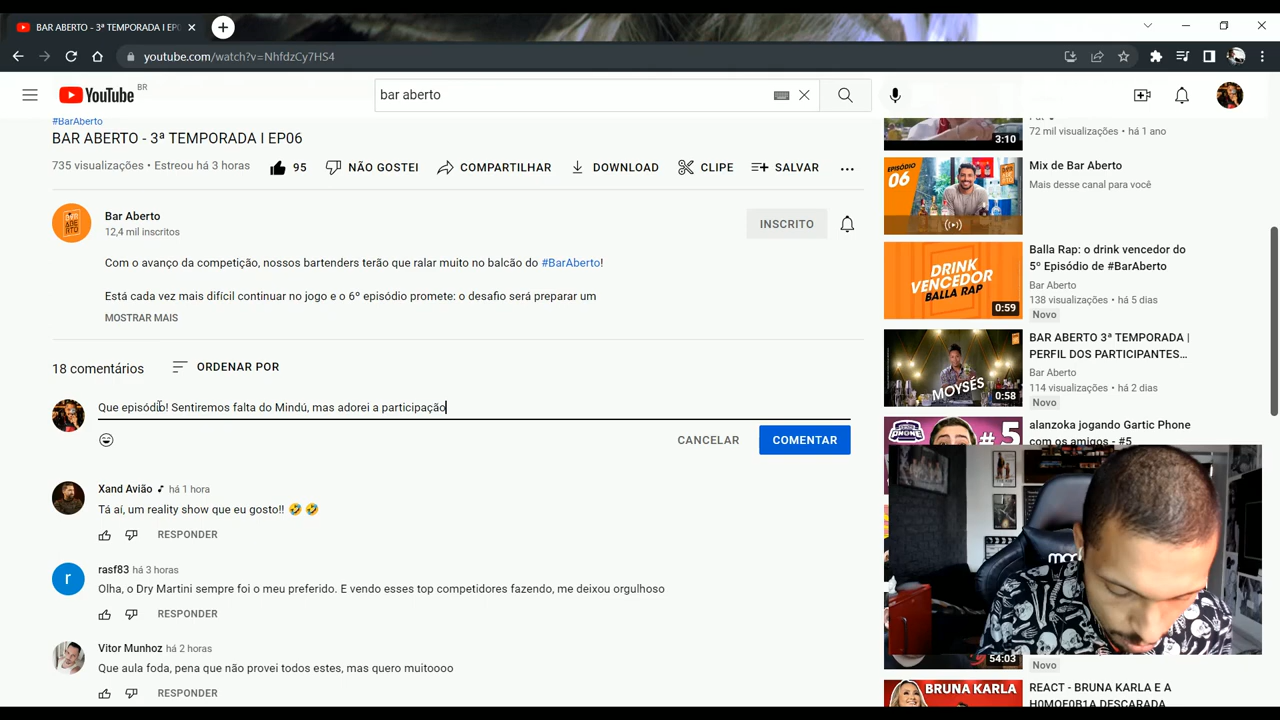 BAR ABERTO - 3ª TEMPORADA I EP0
youtube.com/watch?v=NhfdzCy7HS4
YouTube
BR
bar aberto
#BarAberto
BAR ABERTO - 3ª TEMPORADA I EP06
735 visualizações • Estreou há 3 horas
95
NÃO GOSTEI
COMPARTILHAR
DOWNLOAD
CLIPE
SALVAR
Bar Aberto
12,4 mil inscritos
INSCRITO
Com o avanço da competição, nossos bartenders terão que ralar muito no balcão do #BarAberto!
Está cada vez mais difícil continuar no jogo e o 6º episódio promete: o desafio será preparar um
MOSTRAR MAIS
18 comentários
ORDENAR POR
Que episódio! Sentiremos falta do Mindú, mas adorei a participação
CANCELAR
COMENTAR
Xand Avião há 1 hora
Tá aí, um reality show que eu gosto!! 🤣 🤣
RESPONDER
r
rasf83 há 3 horas
Olha, o Dry Martini sempre foi o meu preferido. E vendo esses top competidores fazendo, me deixou orgulhoso
RESPONDER
Vitor Munhoz há 2 horas
Que aula foda, pena que não provei todos estes, mas quero muitoooo
RESPONDER
3:10
72 mil visualizações • há 1 ano
EPISÓDIO
06
Mix de Bar Aberto
Mais desse canal para você
DRINK
VENCEDOR
BALLA RAP
0:59
Balla Rap: o drink vencedor do
5º Episódio de #BarAberto
Bar Aberto
138 visualizações • há 5 dias
Novo
MOYSÉS
0:58
BAR ABERTO 3ª TEMPORADA |
PERFIL DOS PARTICIPANTES...
Bar Aberto
114 visualizações • há 2 dias
Novo
PHONE
#5
alanzoka jogando Gartic Phone
com os amigos - #5
54:03
Novo
BRUNA KARLA
REACT - BRUNA KARLA E A
H0M0F0B1A DESCARADA